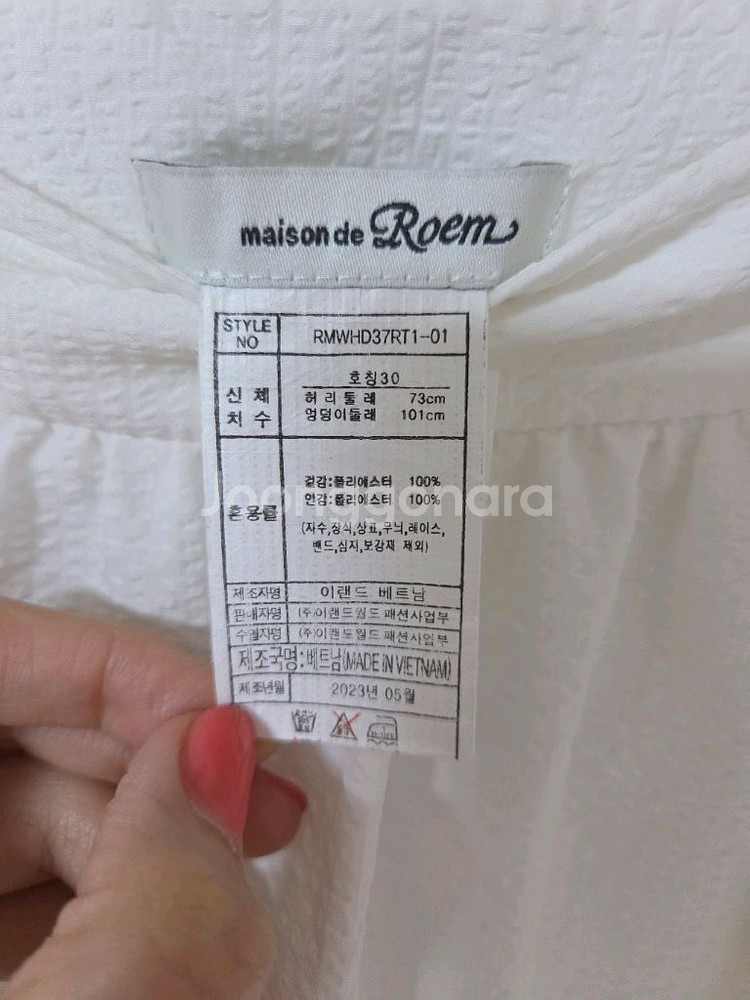 maison de Roem
STYLE NO
RMWHD37RT1-01
신체 치수
호칭30
허리둘레 73cm
엉덩이둘레 101cm
혼용률
겉감:폴리에스터 100%
안감:폴리에스터 100%
(자수,장식,상표,무늬,레이스,
밴드,심지,보강재 제외)
제조자명 이랜드 베트남
판매자명 (주)이랜드월드 패션사업부
수입자명 (주)이랜드월드 패션사업부
제조국명:베트남(MADE IN VIETNAM)
제조년월 2023년 05월
Joonggonara